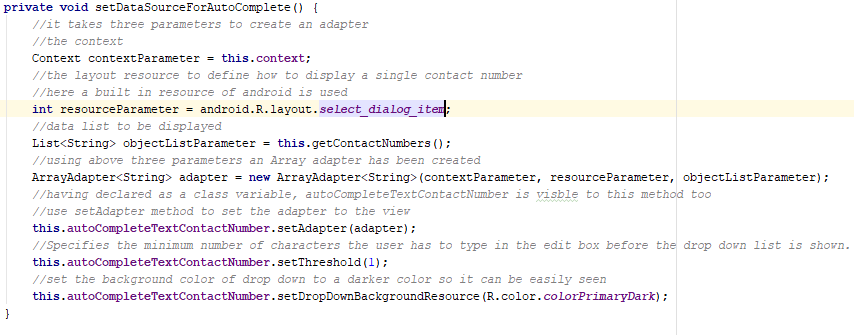 private void setDataSourceForAutoComplete() {
//it takes three parameters to create an adapter
//the context
Context contextParameter = this.context;
//the layout resource to define how to display a single contact number
//here a built in resource of android is used
int resourceParameter = android.R.layout.select_dialog_item;
//data list to be displayed
List<String> objectListParameter = this.getContactNumbers();
//using above three parameters an Array adapter has been created
ArrayAdapter<String> adapter = new ArrayAdapter<String>(contextParameter, resourceParameter, objectListParameter);
//having declared as a class variable, autoCompleteTextContactNumber is visble to this method too
//use setAdapter method to set the adapter to the view
this.autoCompleteTextContactNumber.setAdapter(adapter);
//Specifies the minimum number of characters the user has to type in the edit box before the drop down list is shown.
this.autoCompleteTextContactNumber.setThreshold(1);
//set the background color of drop down to a darker color so it can be easily seen
this.autoCompleteTextContactNumber.setDropDownBackgroundResource(R.color.colorPrimaryDark);
}